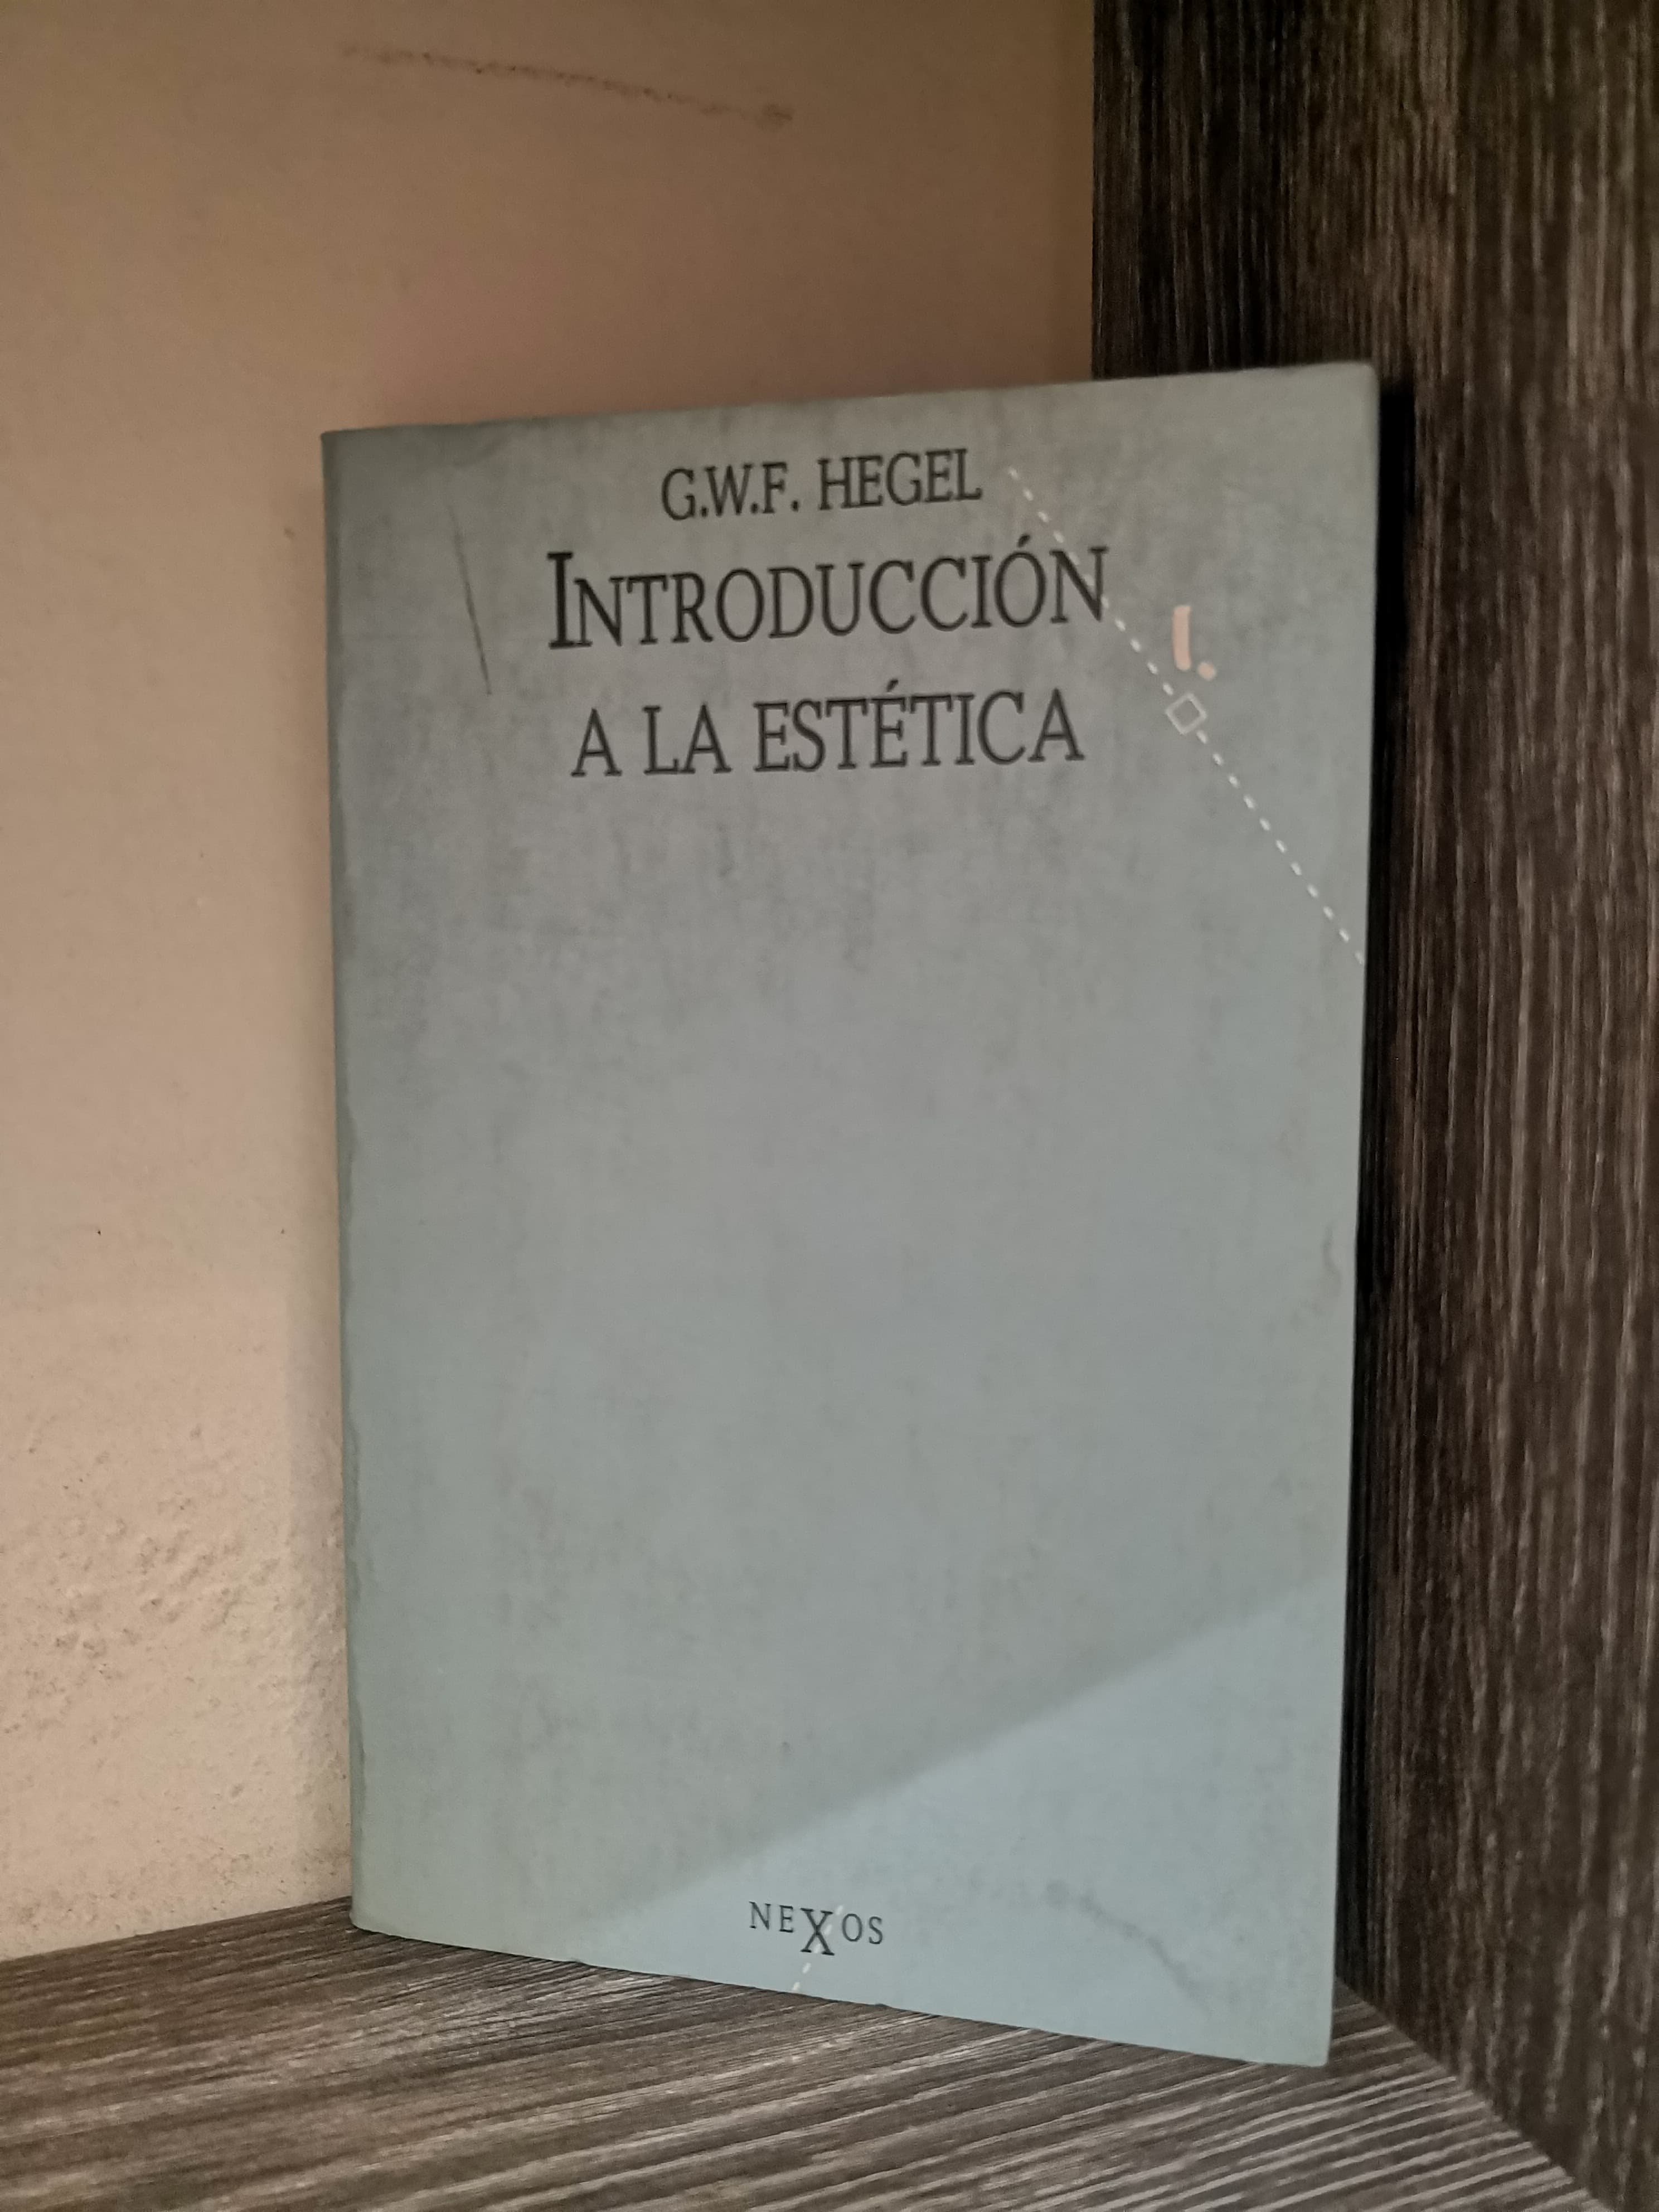 G.W.F. HEGEL
INTRODUCCIÓN
A LA ESTÉTICA
I.
NEXOS